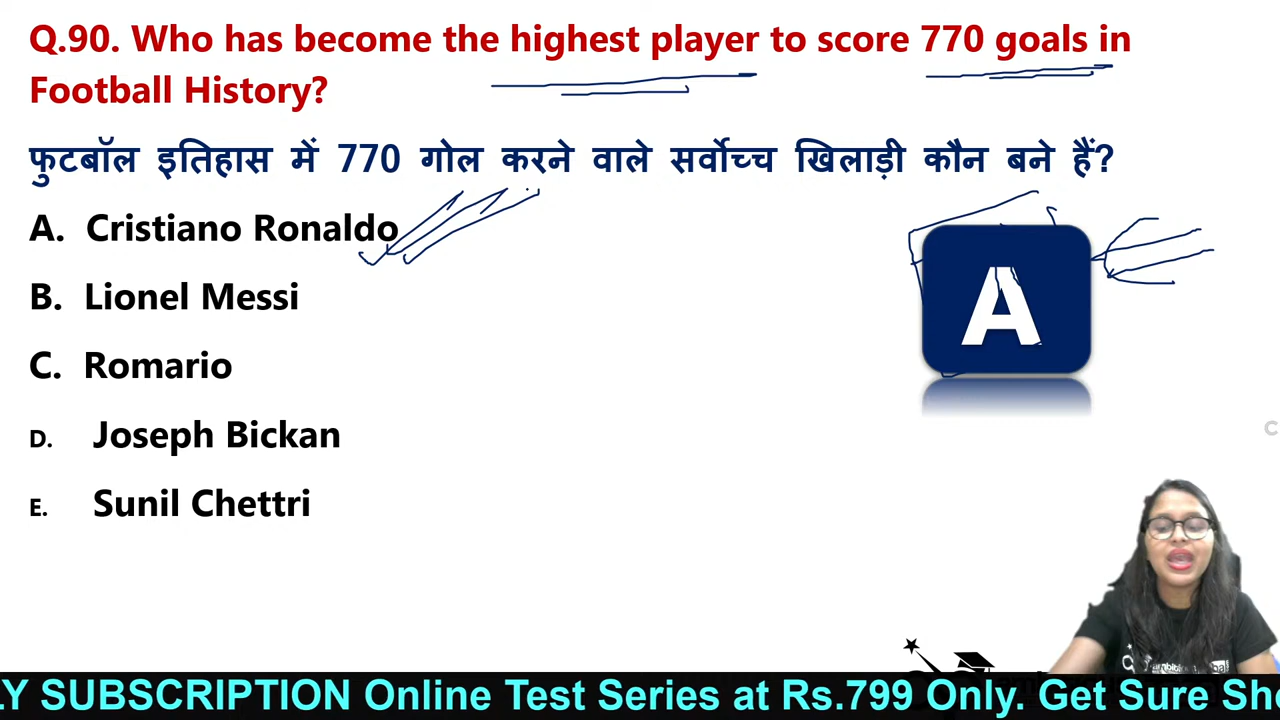 Q.90. Who has become the highest player to score 770 goals in
Football History?
फुटबॉल इतिहास में 770 गोल करने वाले सर्वोच्च खिलाड़ी कौन बने हैं?
A. Cristiano Ronaldo
B. Lionel Messi
C. Romario
D. Joseph Bickan
E. Sunil Chettri
A
C
LY SUBSCRIPTION Online Test Series at Rs.799 Only. Get Sure Sh